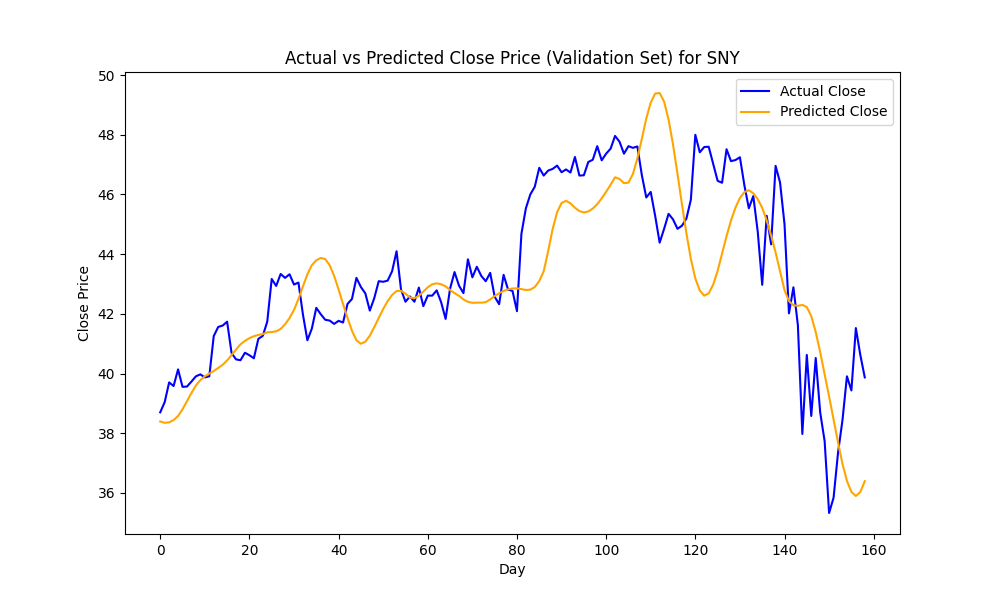 Actual vs Predicted Close Price (Validation Set) for SNY
Actual Close
Predicted Close
Close Price
50
48
46
44
42
40
38
36
0 20 40 60 80 100 120 140 160
Day